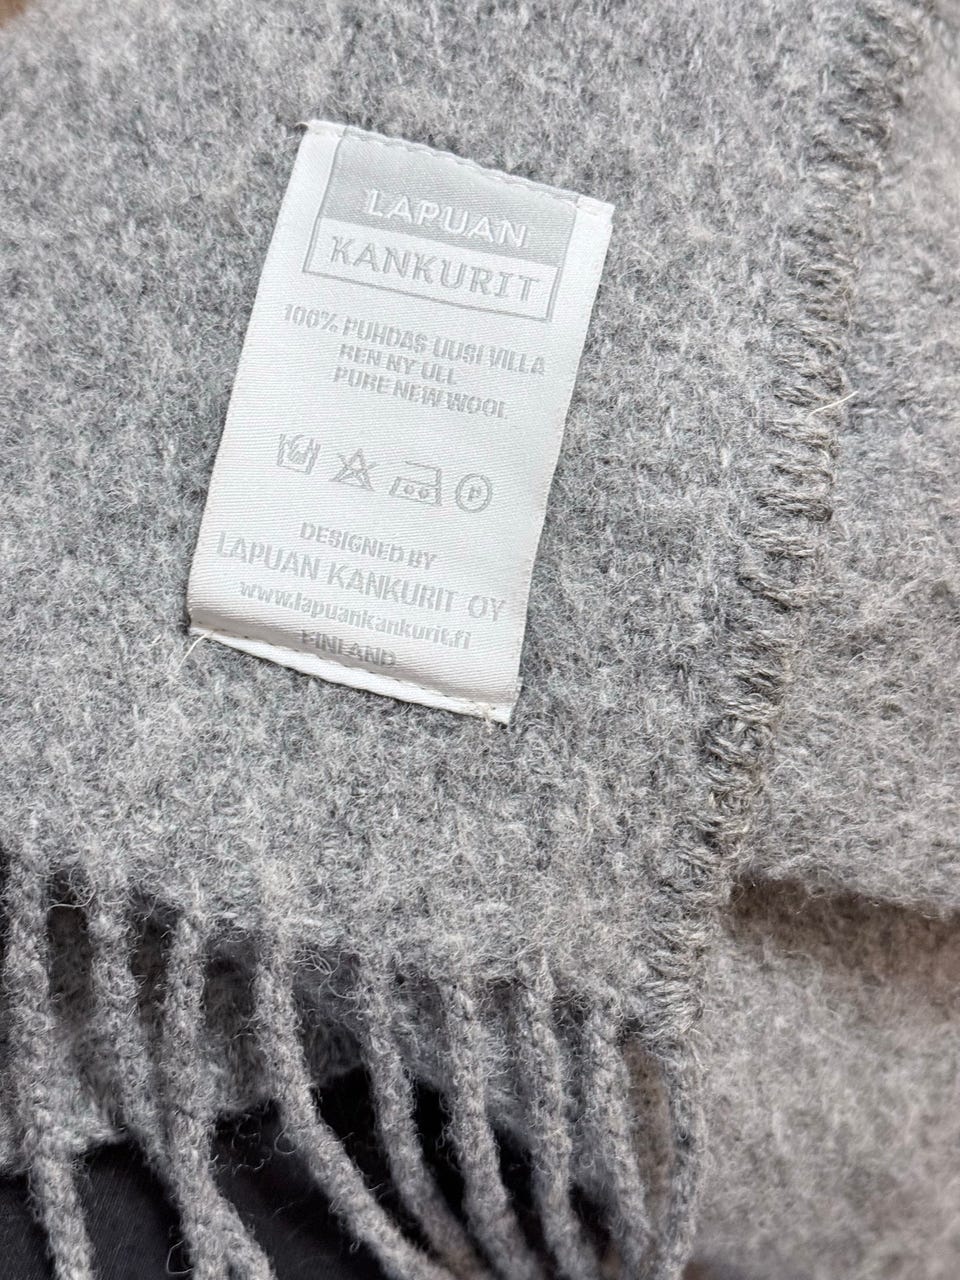 LAPUAN
KANKURIT
100% PUHDAS UUSI VILLA
REN NY ULL
PURE NEW WOOL
P
DESIGNED BY
LAPUAN KANKURIT OY
www.lapuankankurit.fi
FINLAND